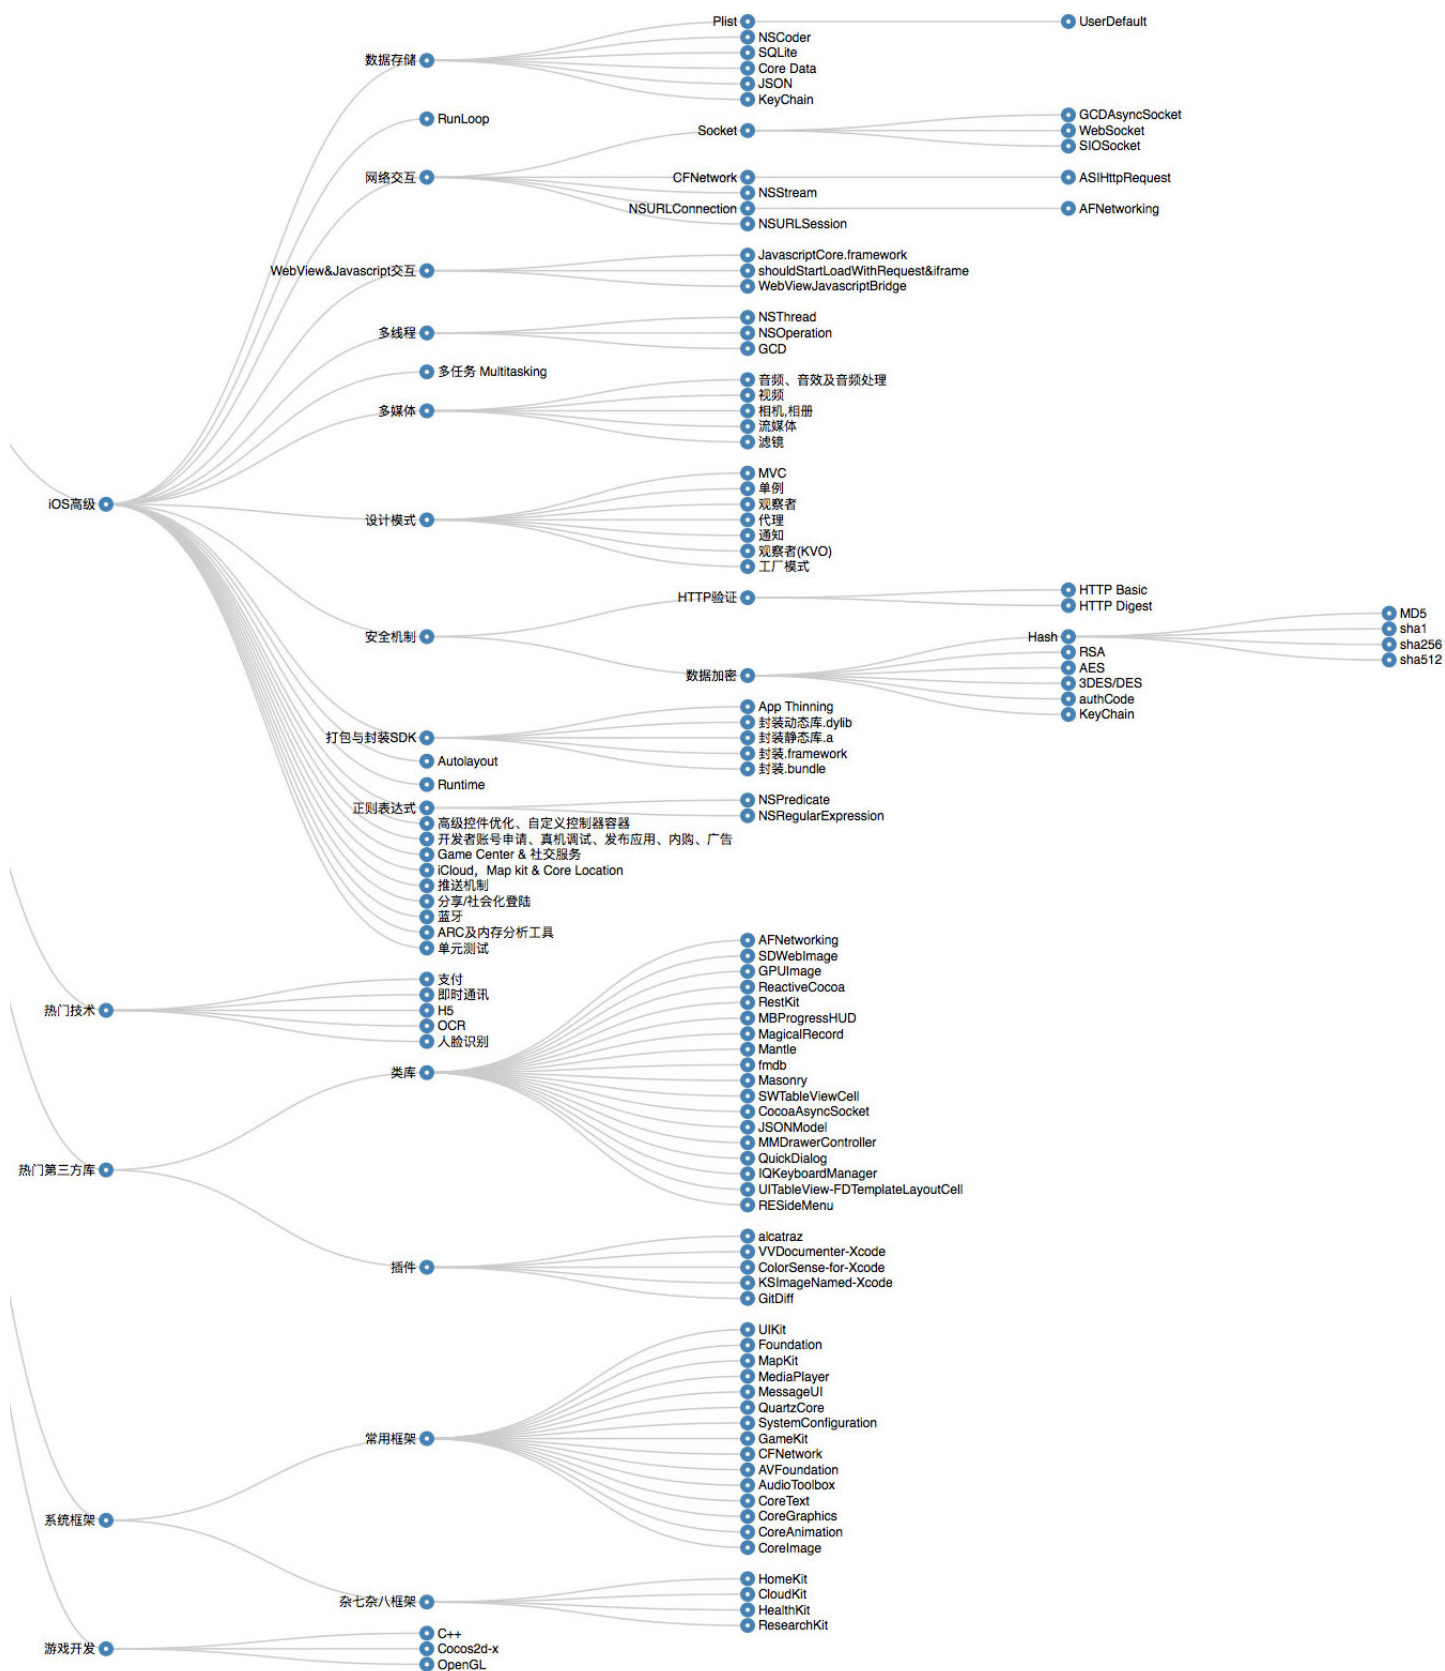 Plist
UserDefault
NSCoder
SQLite
数据存储
Core Data
JSON
KeyChain
RunLoop
Socket
GCDAsyncSocket
WebSocket
SIOSocket
网络交互
CFNetwork
ASIHttpRequest
NSStream
NSURLConnection
AFNetworking
NSURLSession
WebView&Javascript交互
JavascriptCore.framework
shouldStartLoadWithRequest&iframe
WebViewJavascriptBridge
多线程
NSThread
NSOperation
GCD
多任务 Multitasking
多媒体
音频、音效及音频处理
视频
相机,相册
流媒体
滤镜
iOS高级
设计模式
MVC
单例
观察者
代理
通知
观察者(KVO)
工厂模式
安全机制
HTTP验证
HTTP Basic
HTTP Digest
数据加密
Hash
MD5
sha1
sha256
sha512
RSA
AES
3DES/DES
authCode
KeyChain
打包与封装SDK
App Thinning
封装动态库.dylib
封装静态库.a
封装.framework
封装.bundle
Autolayout
Runtime
正则表达式
NSPredicate
NSRegularExpression
高级控件优化、自定义控制器容器
开发者账号申请、真机调试、发布应用、内购、广告
Game Center & 社交服务
iCloud，Map kit & Core Location
推送机制
分享/社会化登陆
蓝牙
ARC及内存分析工具
单元测试
热门技术
支付
即时通讯
H5
OCR
人脸识别
热门第三方库
类库
AFNetworking
SDWebImage
GPUImage
ReactiveCocoa
RestKit
MBProgressHUD
MagicalRecord
Mantle
fmdb
Masonry
SWTableViewCell
CocoaAsyncSocket
JSONModel
MMDrawerController
QuickDialog
IQKeyboardManager
UITableView-FDTemplateLayoutCell
RESideMenu
插件
alcatraz
VVDocumenter-Xcode
ColorSense-for-Xcode
KSImageNamed-Xcode
GitDiff
系统框架
常用框架
UIKit
Foundation
MapKit
MediaPlayer
MessageUI
QuartzCore
SystemConfiguration
GameKit
CFNetwork
AVFoundation
AudioToolbox
CoreText
CoreGraphics
CoreAnimation
CoreImage
杂七杂八框架
HomeKit
CloudKit
HealthKit
ResearchKit
游戏开发
C++
Cocos2d-x
OpenGL